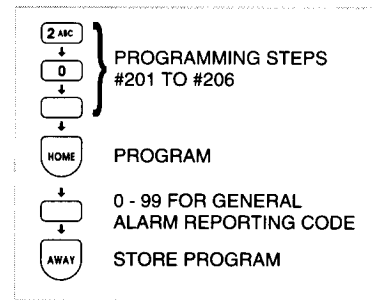 2 ABC
PROGRAMMING STEPS
0
#201 TO #206
HOME
PROGRAM
0 - 99 FOR GENERAL
ALARM REPORTING CODE
AWAY
STORE PROGRAM